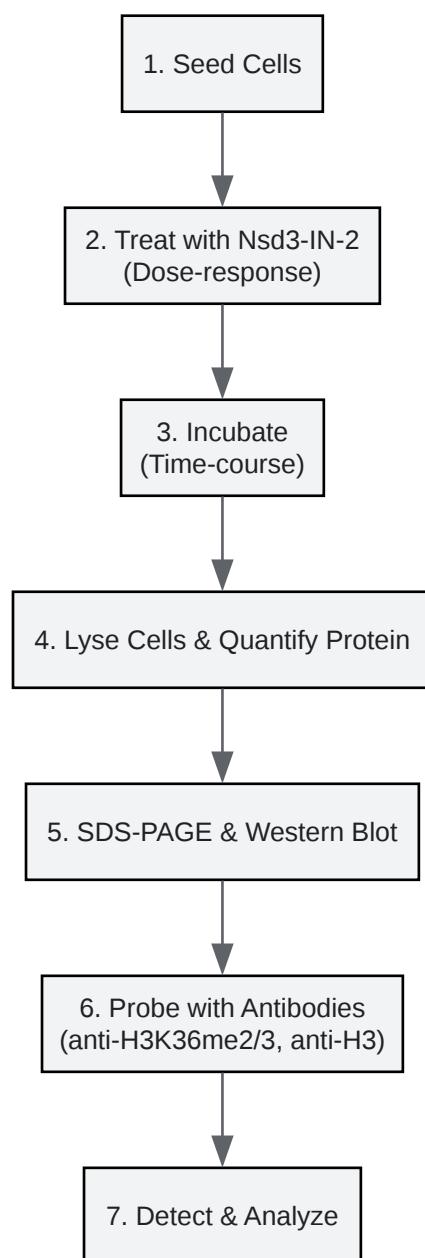 1. Seed Cells
2. Treat with Nsd3-IN-2
(Dose-response)
3. Incubate
(Time-course)
4. Lyse Cells & Quantify Protein
5. SDS-PAGE & Western Blot
6. Probe with Antibodies
(anti-H3K36me2/3, anti-H3)
7. Detect & Analyze